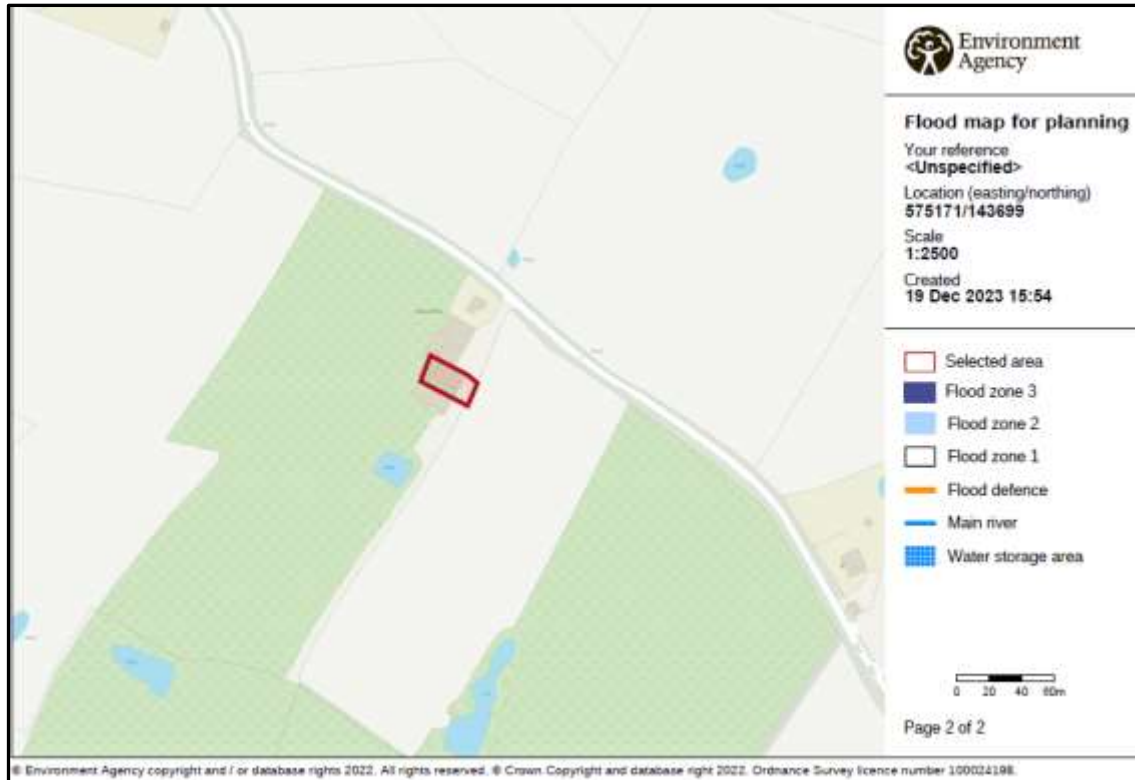 Environment
Agency
Flood map for planning
Your reference
<Unspecified>
Location (easting/northing)
575171/143699
Scale
1:2500
Created
19 Dec 2023 15:54
Selected area
Flood zone 3
Flood zone 2
Flood zone 1
Flood defence
Main river
Water storage area
0 20 40 60m
Page 2 of 2
© Environment Agency copyright and / or database rights 2022. All rights reserved. © Crown Copyright and database right 2022. Ordnance Survey licence number 100024198.